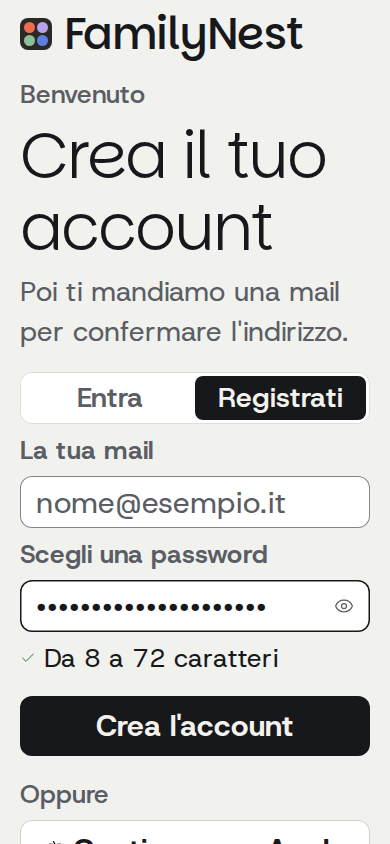 FamilyNest
Benvenuto
Crea il tuo
account
Poi ti mandiamo una mail
per confermare l'indirizzo.
Entra
Registrati
La tua mail
nome@esempio.it
Scegli una password
•••••••••••••••••••••
Da 8 a 72 caratteri
Crea l'account
Oppure